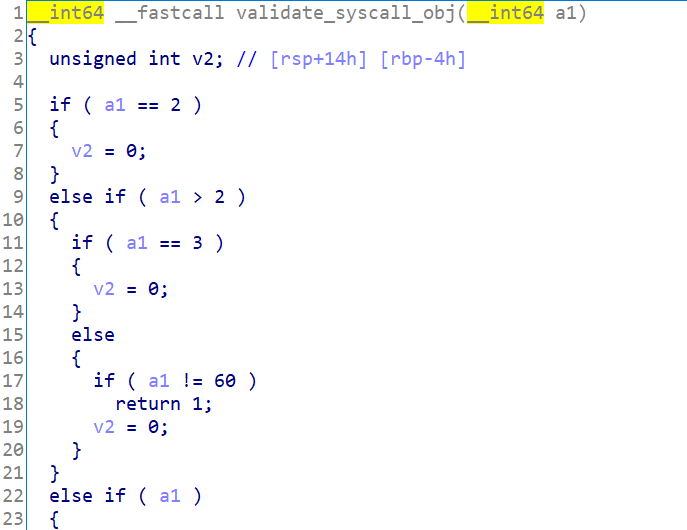 1 __int64 __fastcall validate_syscall_obj(__int64 a1)
2 {
3   unsigned int v2; // [rsp+14h] [rbp-4h]
4
5   if ( a1 == 2 )
6   {
7     v2 = 0;
8   }
9   else if ( a1 > 2 )
10   {
11     if ( a1 == 3 )
12     {
13       v2 = 0;
14     }
15     else
16     {
17       if ( a1 != 60 )
18         return 1;
19       v2 = 0;
20     }
21   }
22   else if ( a1 )
23   {